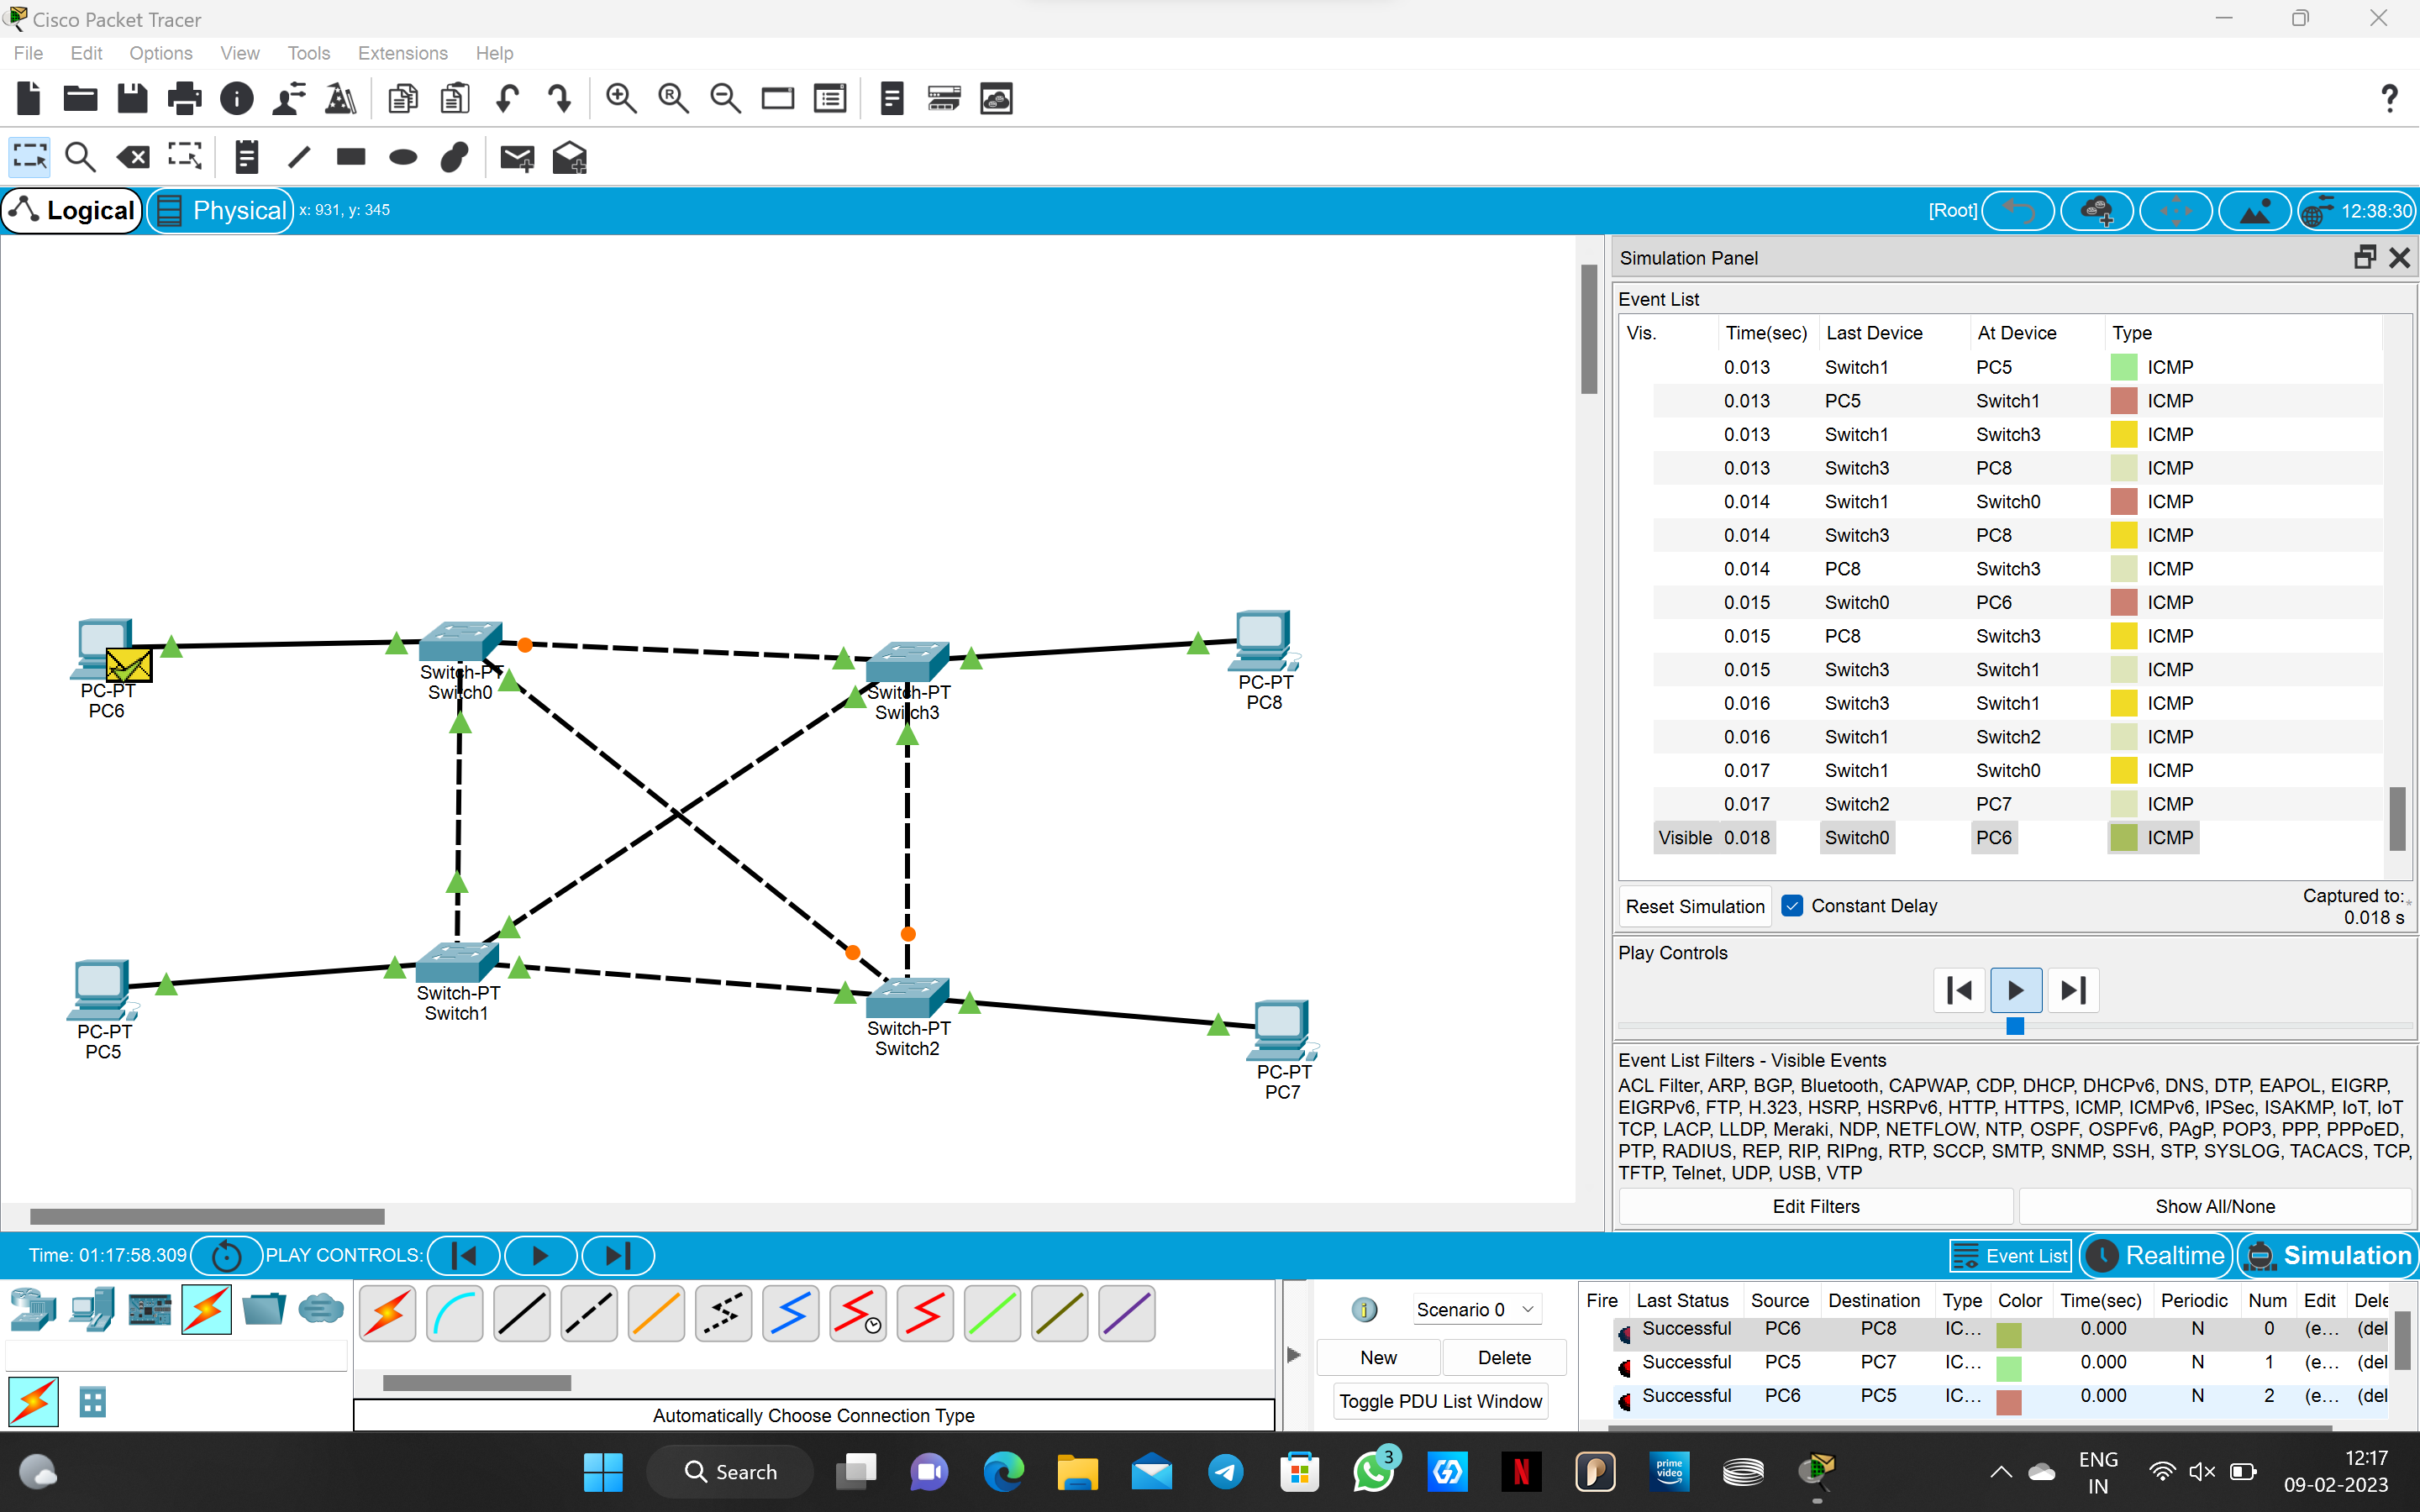 Cisco Packet Tracer
File Edit Options View Tools Extensions Help
Logical Physical x: 931, y: 345 [Root] 12:38:30
Simulation Panel
Event List
Vis. Time(sec) Last Device At Device Type
0.013 Switch1 PC5 ICMP
0.013 PC5 Switch1 ICMP
0.013 Switch1 Switch3 ICMP
0.013 Switch3 PC8 ICMP
0.014 Switch1 Switch0 ICMP
0.014 Switch3 PC8 ICMP
0.014 PC8 Switch3 ICMP
0.015 Switch0 PC6 ICMP
0.015 PC8 Switch3 ICMP
0.015 Switch3 Switch1 ICMP
0.016 Switch3 Switch1 ICMP
0.016 Switch1 Switch2 ICMP
0.017 Switch1 Switch0 ICMP
0.017 Switch2 PC7 ICMP
Visible 0.018 Switch0 PC6 ICMP
Reset Simulation Constant Delay Captured to: *
0.018 s
Play Controls
Event List Filters - Visible Events
ACL Filter, ARP, BGP, Bluetooth, CAPWAP, CDP, DHCP, DHCPv6, DNS, DTP, EAPOL, EIGRP,
EIGRPv6, FTP, H.323, HSRP, HSRPv6, HTTP, HTTPS, ICMP, ICMPv6, IPSec, ISAKMP, IoT, IoT
TCP, LACP, LLDP, Meraki, NDP, NETFLOW, NTP, OSPF, OSPFv6, PAgP, POP3, PPP, PPPoED,
PTP, RADIUS, REP, RIP, RIPng, RTP, SCCP, SMTP, SNMP, SSH, STP, SYSLOG, TACACS, TCP,
TFTP, Telnet, UDP, USB, VTP
Edit Filters Show All/None
PC-PT
PC6
Switch-PT
Switch0
Switch-PT
Switch3
PC-PT
PC8
PC-PT
PC5
Switch-PT
Switch1
Switch-PT
Switch2
PC-PT
PC7
Time: 01:17:58.309 PLAY CONTROLS: Event List Realtime Simulation
Scenario 0
New Delete
Toggle PDU List Window
Automatically Choose Connection Type
Fire Last Status Source Destination Type Color Time(sec) Periodic Num Edit Dele
Successful PC6 PC8 IC... 0.000 N 0 (e... (del
Successful PC5 PC7 IC... 0.000 N 1 (e... (del
Successful PC6 PC5 IC... 0.000 N 2 (e... (del
Search
3
prime
video
ENG
IN
12:17
09-02-2023